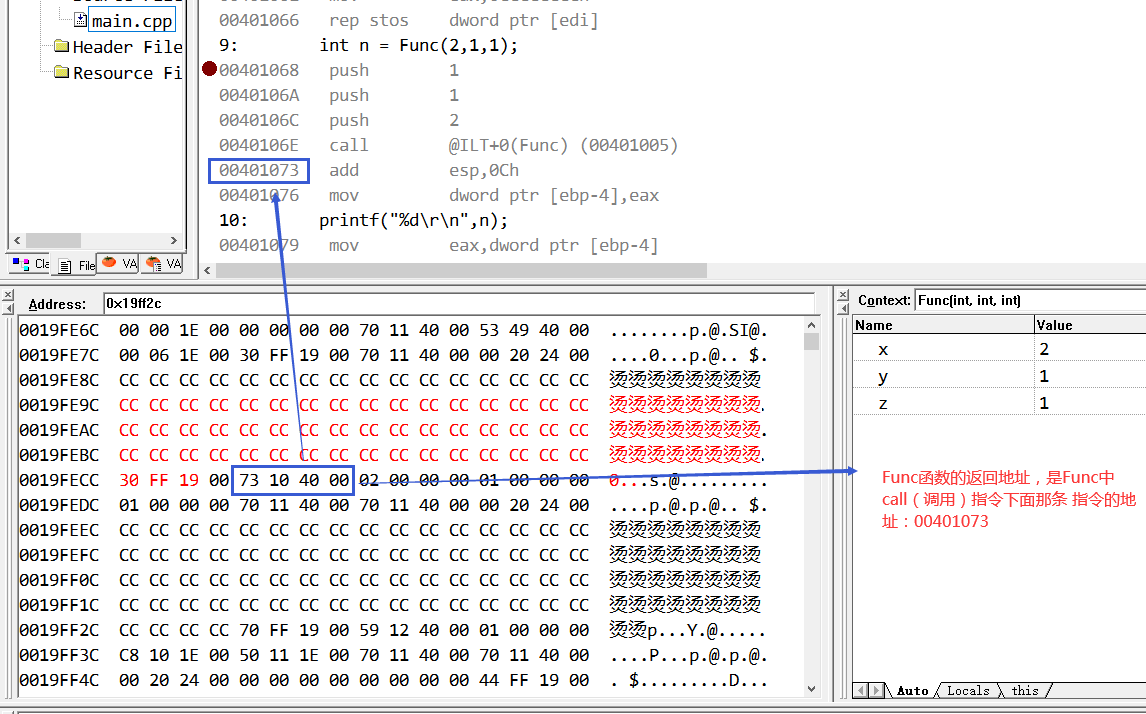 main.cpp
Header File
Resource Fi
Cla
File
VA
VA
00401066 rep stos dword ptr [edi]
9: int n = Func(2,1,1);
00401068 push 1
0040106A push 1
0040106C push 2
0040106E call @ILT+0(Func) (00401005)
00401073 add esp,0Ch
00401076 mov dword ptr [ebp-4],eax
10: printf("%d\r\n",n);
00401079 mov eax,dword ptr [ebp-4]
Address: 0x19ff2c
0019FE6C 00 00 1E 00 00 00 00 00 70 11 40 00 53 49 40 00 ........p.@.SI@.
0019FE7C 00 06 1E 00 30 FF 19 00 70 11 40 00 00 20 24 00 ....0...p.@.. $.
0019FE8C CC CC CC CC CC CC CC CC CC CC CC CC CC CC CC CC 烫烫烫烫烫烫烫烫
0019FE9C CC CC CC CC CC CC CC CC CC CC CC CC CC CC CC CC 烫烫烫烫烫烫烫烫.
0019FEAC CC CC CC CC CC CC CC CC CC CC CC CC CC CC CC CC 烫烫烫烫烫烫烫烫.
0019FEBC CC CC CC CC CC CC CC CC CC CC CC CC CC CC CC CC 烫烫烫烫烫烫烫烫.
0019FECC 30 FF 19 00 73 10 40 00 02 00 00 00 01 00 00 00 0...s.@.........
0019FEDC 01 00 00 00 70 11 40 00 70 11 40 00 00 20 24 00 ....p.@.p.@.. $.
0019FEEC CC CC CC CC CC CC CC CC CC CC CC CC CC CC CC CC 烫烫烫烫烫烫烫烫
0019FEFC CC CC CC CC CC CC CC CC CC CC CC CC CC CC CC CC 烫烫烫烫烫烫烫烫
0019FF0C CC CC CC CC CC CC CC CC CC CC CC CC CC CC CC CC 烫烫烫烫烫烫烫烫
0019FF1C CC CC CC CC CC CC CC CC CC CC CC CC CC CC CC CC 烫烫烫烫烫烫烫烫
0019FF2C CC CC CC CC 70 FF 19 00 59 12 40 00 01 00 00 00 烫烫p...Y.@.....
0019FF3C C8 10 1E 00 50 11 1E 00 70 11 40 00 70 11 40 00 ....P...p.@.p.@.
0019FF4C 00 20 24 00 00 00 00 00 00 00 00 00 44 FF 19 00 . $.........D...
Context: Func(int, int, int)
Name Value
x 2
y 1
z 1
Func函数的返回地址，是Func中
call（调用）指令下面那条 指令的地
址：00401073
Auto Locals this